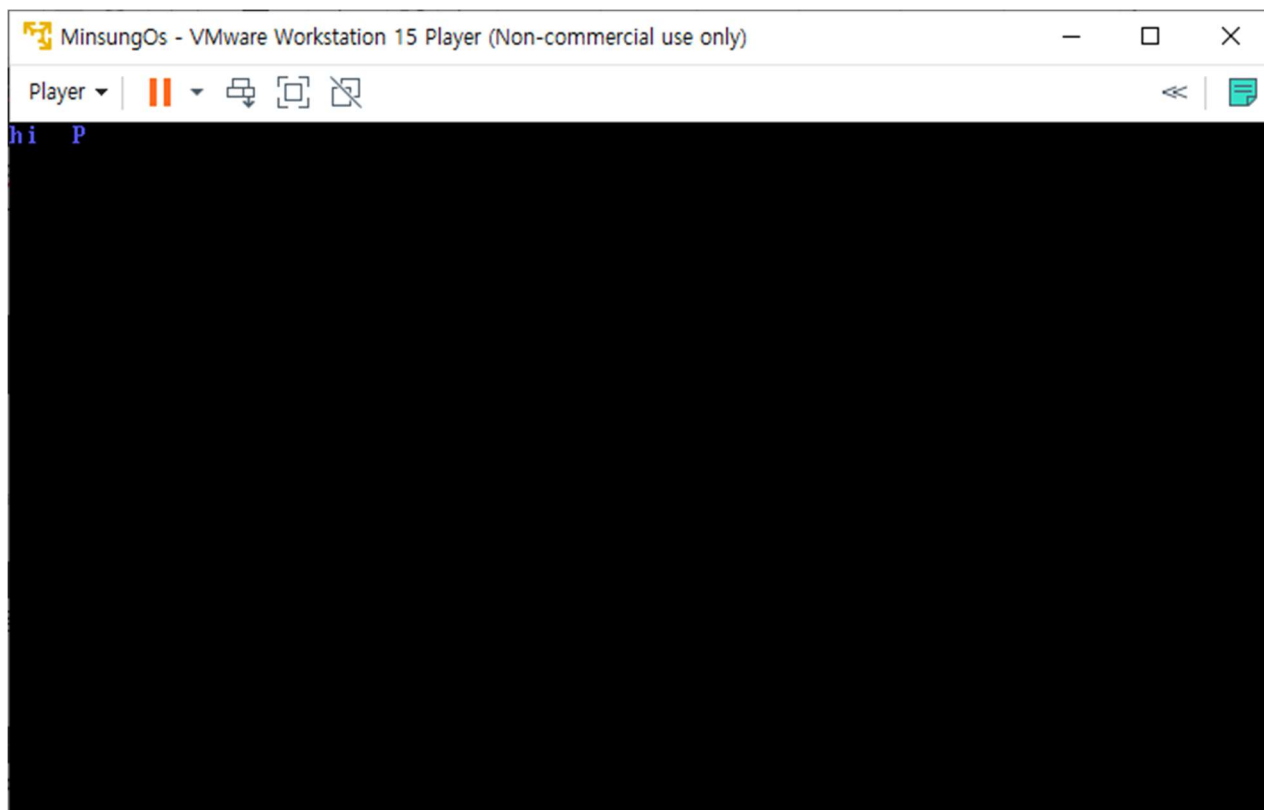 MinsungOs - VMware Workstation 15 Player (Non-commercial use only)
Player
hi  P